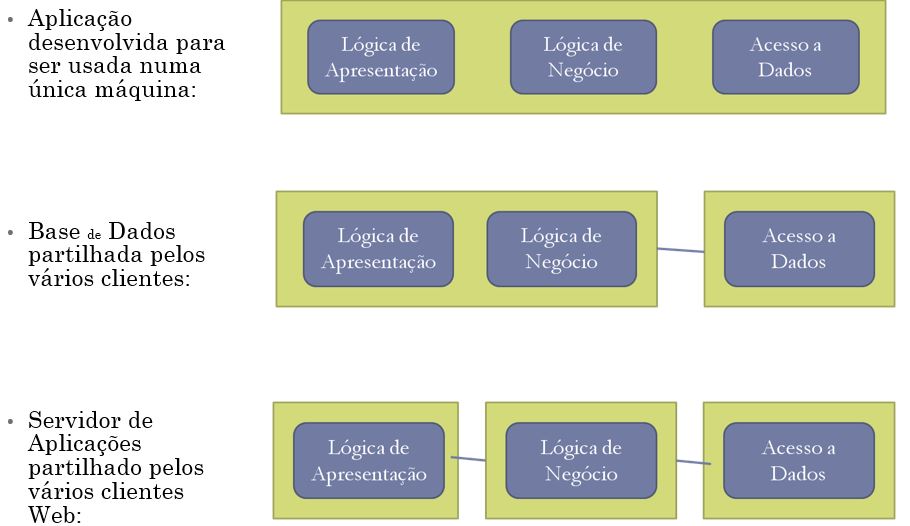 • Aplicação
desenvolvida para
ser usada numa
única máquina:
Lógica de
Apresentação
Lógica de
Negócio
Acesso a
Dados
• Base de Dados
partilhada pelos
vários clientes:
Lógica de
Apresentação
Lógica de
Negócio
Acesso a
Dados
• Servidor de
Aplicações
partilhado pelos
vários clientes
Web:
Lógica de
Apresentação
Lógica de
Negócio
Acesso a
Dados